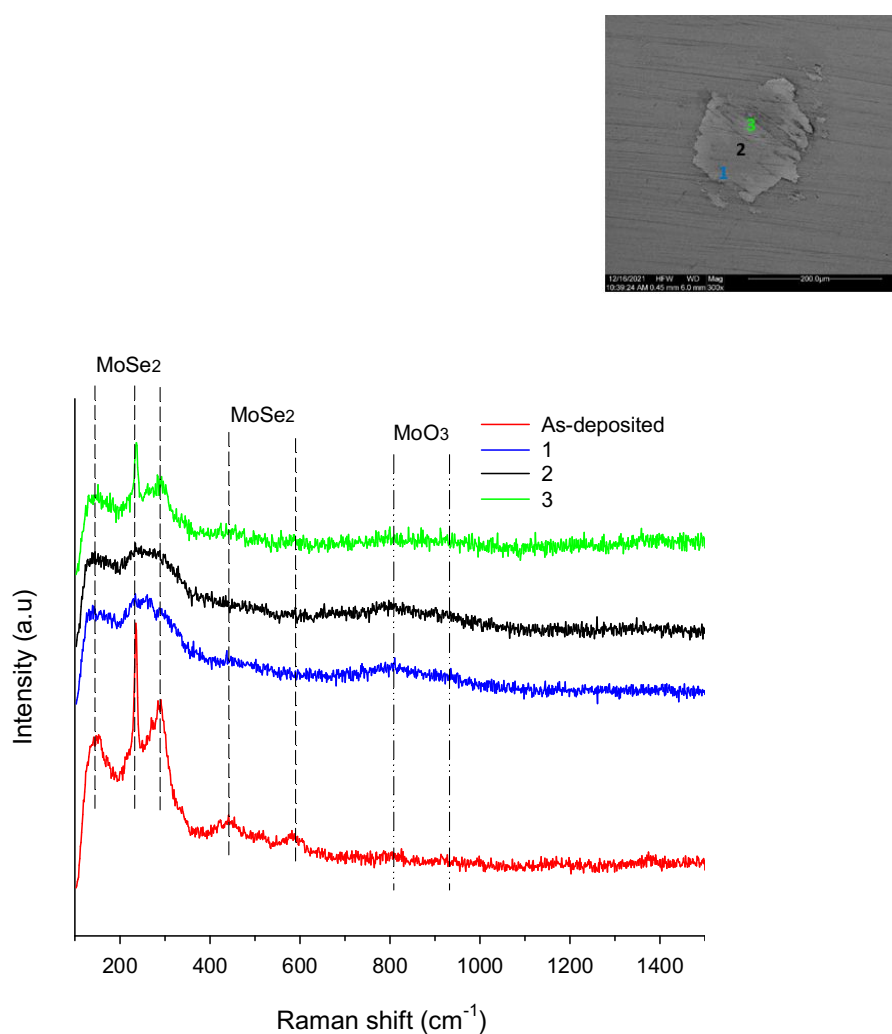 3
2
1
12/16/2021 HFW WD Mag 200.0µm
10:39:24 AM 0.45 mm 6.0 mm 300x
MoSe2
MoSe2
MoO3
As-deposited
1
2
3
Intensity (a.u)
200 400 600 800 1000 1200 1400
Raman shift (cm-1)